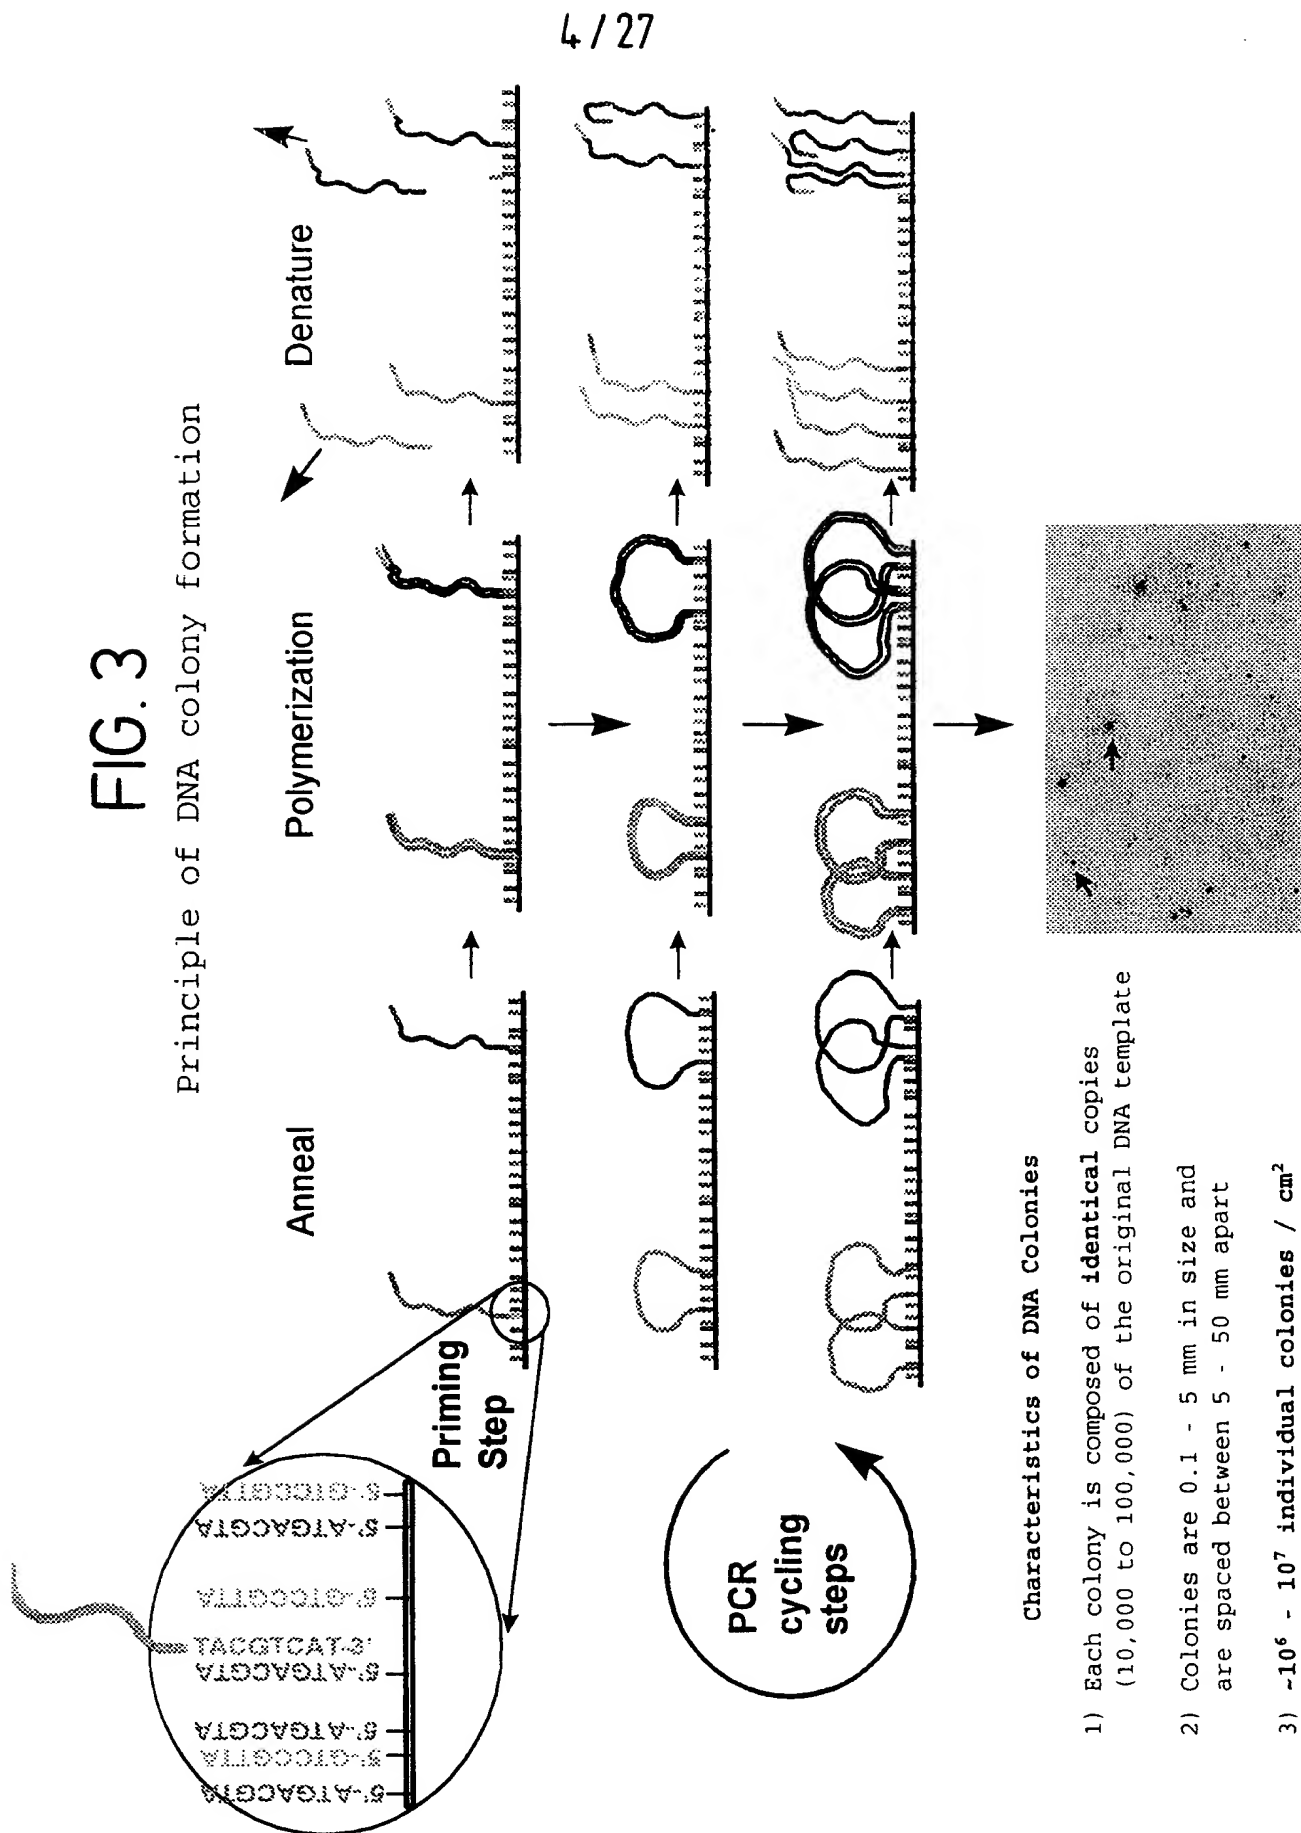 4/27
FIG. 3
Principle of DNA colony formation
Anneal
Polymerization
Denature
5'-ATGACGTA
5'-GTCCGTTA
5'-ATGACGTA
5'-ATGACGTA
TACGTCAT-3'
5'-GTCCGTTA
5'-ATGACGTA
5'-GTCCGTTA
Priming
Step
PCR
cycling
steps
Characteristics of DNA Colonies
1) Each colony is composed of identical copies
(10,000 to 100,000) of the original DNA template
2) Colonies are 0.1 - 5 mm in size and
are spaced between 5 - 50 mm apart
3) ~10⁶ - 10⁷ individual colonies / cm²